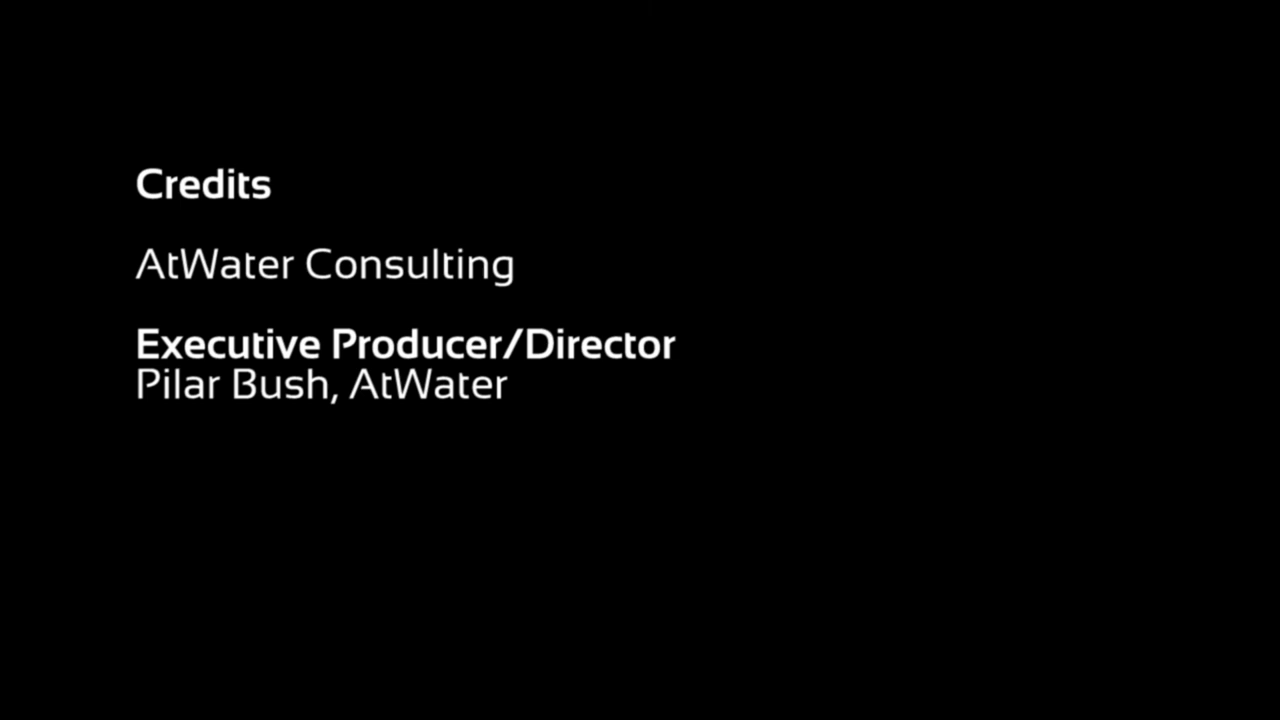 Credits
AtWater Consulting
Executive Producer/Director
Pilar Bush, AtWater